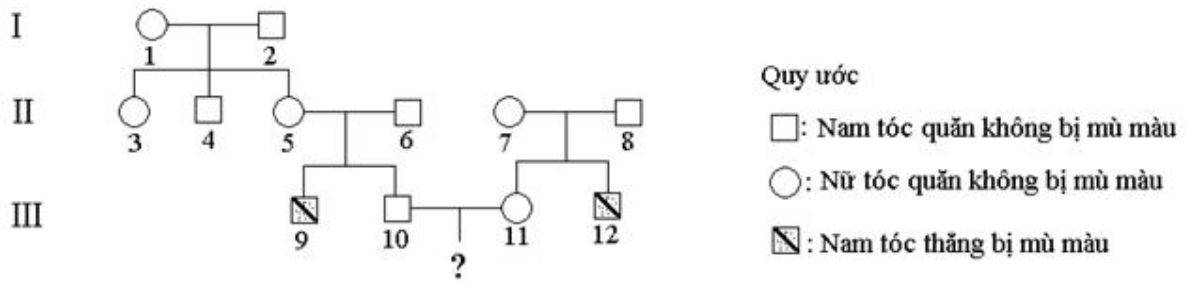 I
1 2
Quy ước
II
3 4 5 6 7 8
: Nam tóc quăn không bị mù màu
: Nữ tóc quăn không bị mù màu
III
9 10 11 12
: Nam tóc thẳng bị mù màu
?